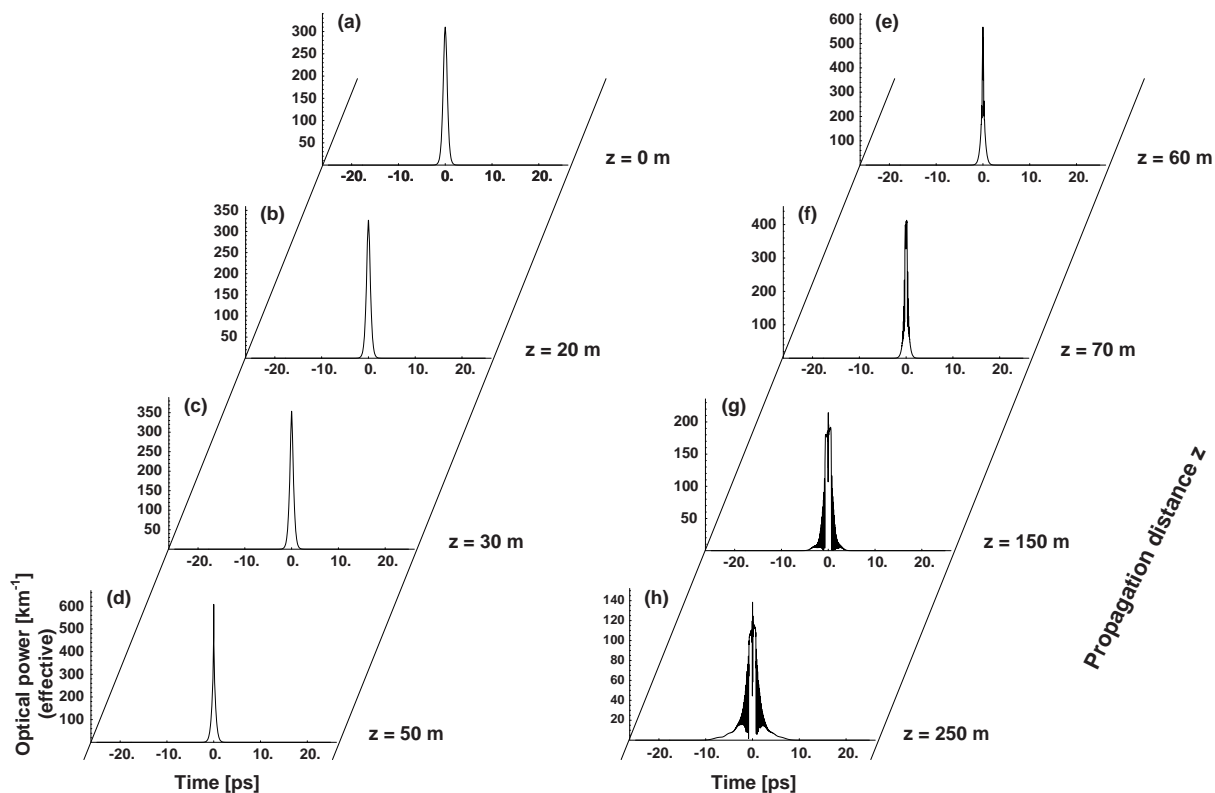 (a)
300
250
200
150
100
50
-20. -10. 0. 10. 20.
z = 0 m
(b)
350
300
250
200
150
100
50
-20. -10. 0. 10. 20.
z = 20 m
(c)
350
300
250
200
150
100
50
-20. -10. 0. 10. 20.
z = 30 m
(d)
600
500
400
300
200
100
-20. -10. 0. 10. 20.
z = 50 m
Optical power [km⁻¹]
(effective)
Time [ps]
(e)
600
500
400
300
200
100
-20. -10. 0. 10. 20.
z = 60 m
(f)
400
300
200
100
-20. -10. 0. 10. 20.
z = 70 m
(g)
200
150
100
50
-20. -10. 0. 10. 20.
z = 150 m
(h)
140
120
100
80
60
40
20
-20. -10. 0. 10. 20.
z = 250 m
Time [ps]
Propagation distance z